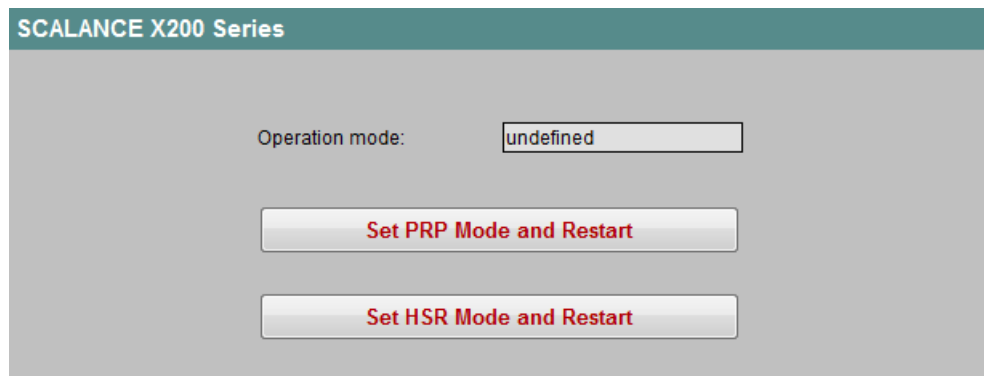 SCALANCE X200 Series
Operation mode: undefined
Set PRP Mode and Restart
Set HSR Mode and Restart